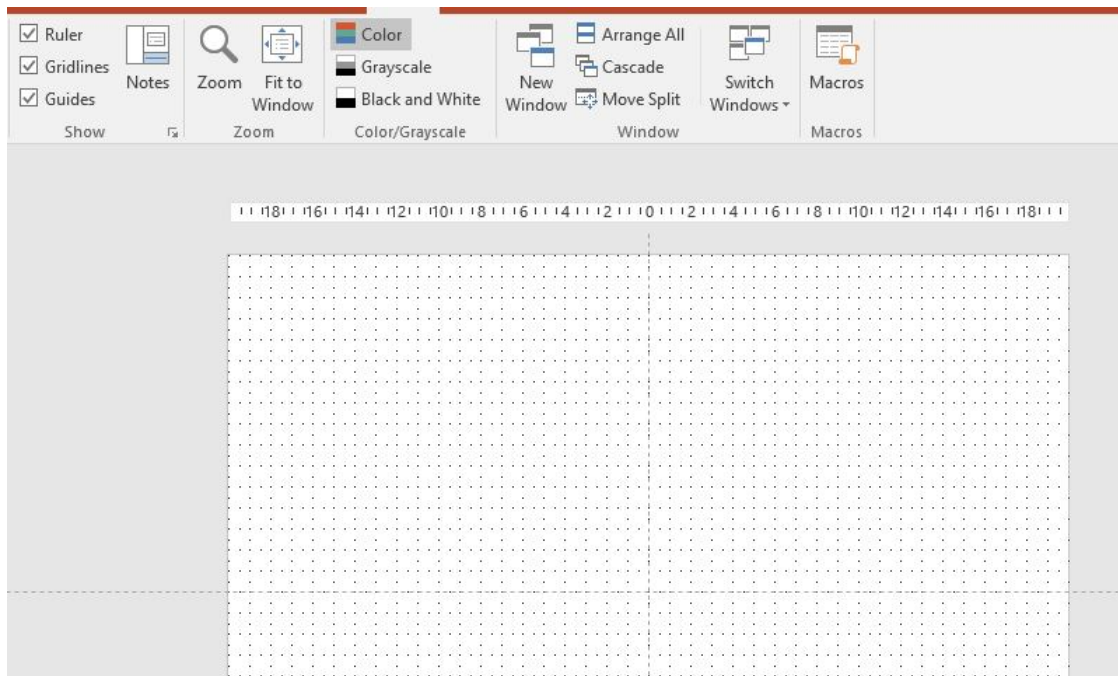 Ruler
Gridlines
Guides
Notes
Show
Zoom
Fit to
Window
Zoom
Color
Grayscale
Black and White
Color/Grayscale
New
Window
Arrange All
Cascade
Move Split
Switch
Windows
Window
Macros
Macros
18 16 14 12 10 8 6 4 2 0 2 4 6 8 10 12 14 16 18